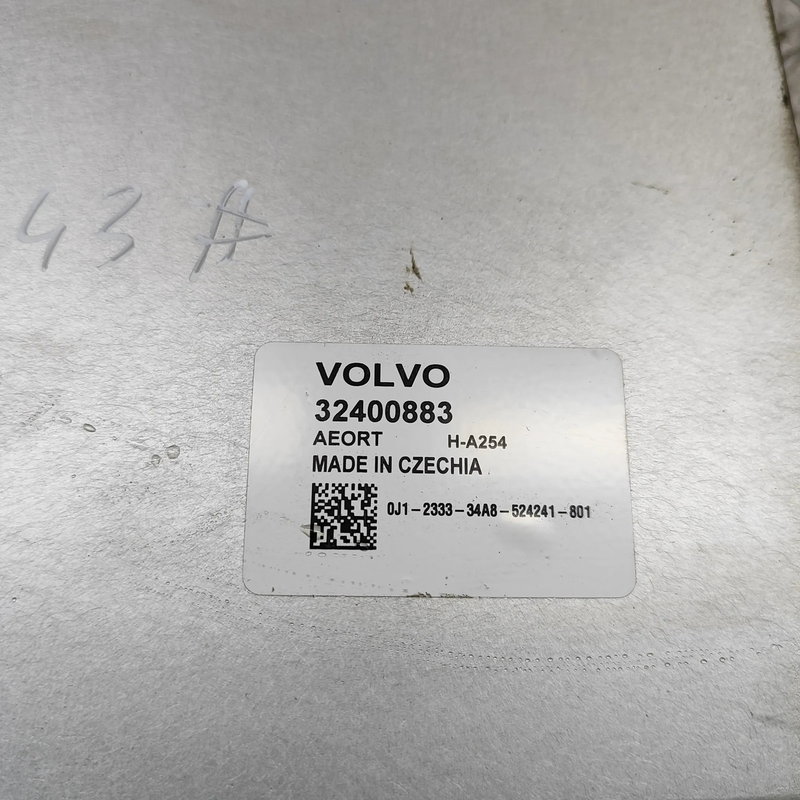 43 A
VOLVO
32400883
AEORT H-A254
MADE IN CZECHIA
0J1-2333-34A8-524241-801